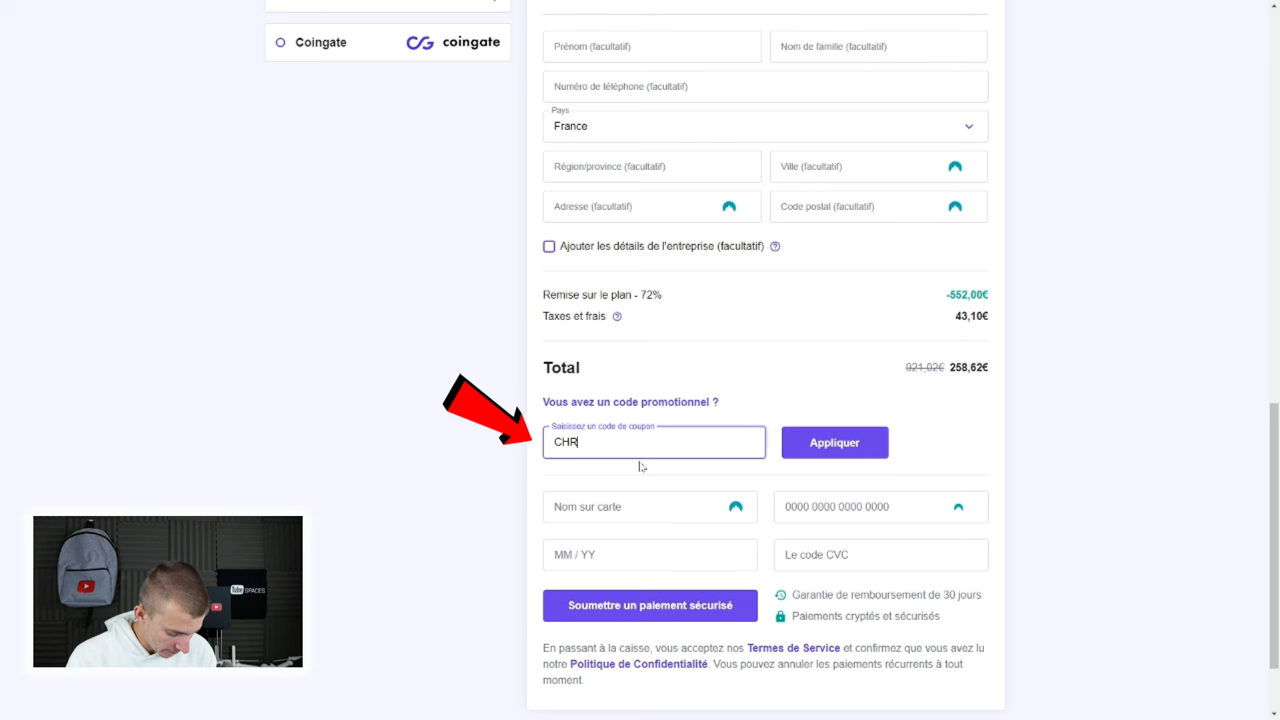 Coingate
coingate
Prénom (facultatif)
Nom de famille (facultatif)
Numéro de téléphone (facultatif)
Pays
France
Région/province (facultatif)
Ville (facultatif)
Adresse (facultatif)
Code postal (facultatif)
Ajouter les détails de l'entreprise (facultatif)
Remise sur le plan - 72%
-552,00€
Taxes et frais
43,10€
Total
921,02€ 258,62€
Vous avez un code promotionnel ?
Saisissez un code de coupon
CHR
Appliquer
Nom sur carte
0000 0000 0000 0000
MM / YY
Le code CVC
Soumettre un paiement sécurisé
Garantie de remboursement de 30 jours
Paiements cryptés et sécurisés
En passant à la caisse, vous acceptez nos Termes de Service et confirmez que vous avez lu
notre Politique de Confidentialité. Vous pouvez annuler les paiements récurrents à tout
moment.
Tube SPACES